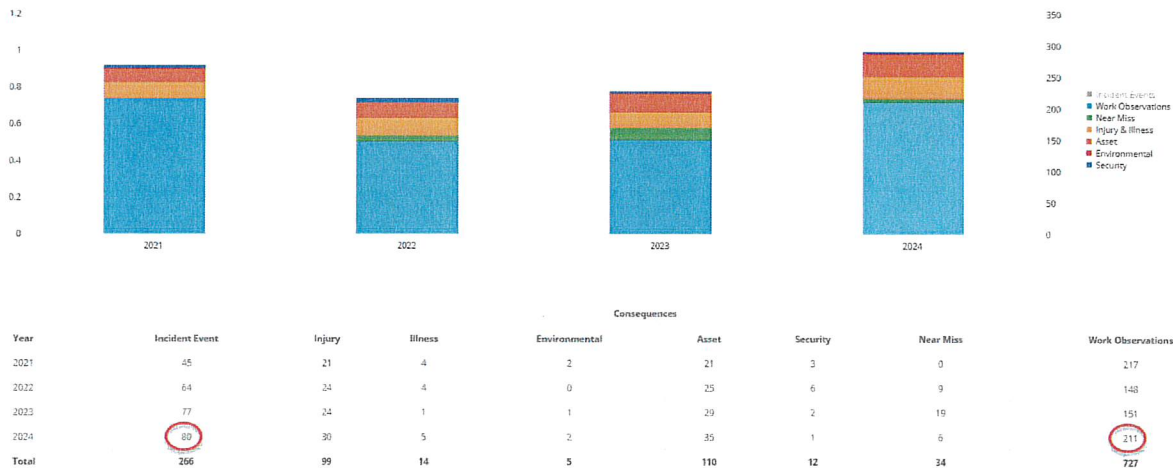 1.2
1
0.8
0.6
0.4
0.2
0
350
300
250
200
150
100
50
0
2021 2022 2023 2024
Incident Events
Work Observations
Near Miss
Injury & Illness
Asset
Environmental
Security
Consequences
Year Incident Event Injury Illness Environmental Asset Security Near Miss Work Observations
2021 45 21 4 2 21 3 0 217
2022 64 24 4 0 25 6 9 148
2023 77 24 1 1 29 2 19 151
2024 80 30 5 2 35 1 6 211
Total 266 99 14 5 110 12 34 727